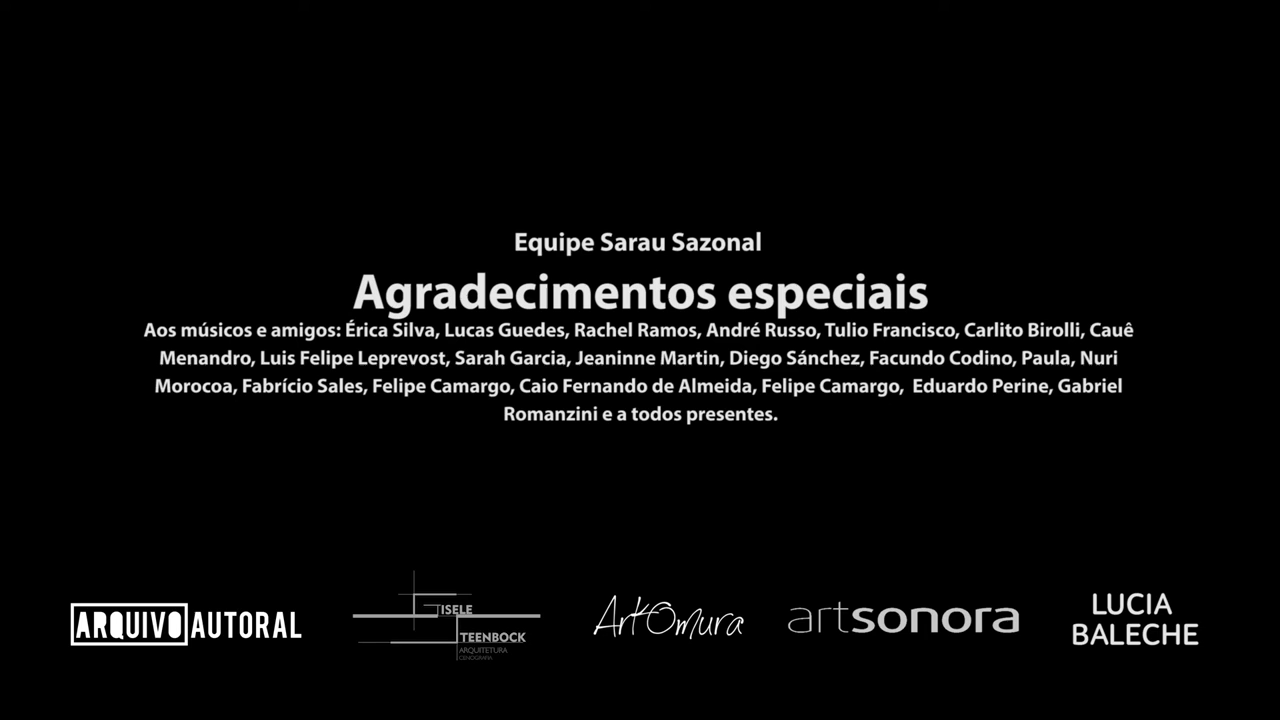 Equipe Sarau Sazonal
Agradecimentos especiais
Aos músicos e amigos: Érica Silva, Lucas Guedes, Rachel Ramos, André Russo, Tulio Francisco, Carlito Birolli, Cauê
Menandro, Luis Felipe Leprevost, Sarah Garcia, Jeaninne Martin, Diego Sánchez, Facundo Codino, Paula, Nuri
Morocoa, Fabrício Sales, Felipe Camargo, Caio Fernando de Almeida, Felipe Camargo, Eduardo Perine, Gabriel
Romanzini e a todos presentes.
ARQUIVO AUTORAL
GISELE
TEENBOCK
ARQUITETURA
CENOGRAFIA
ArtOmura
artsonora
LUCIA
BALECHE